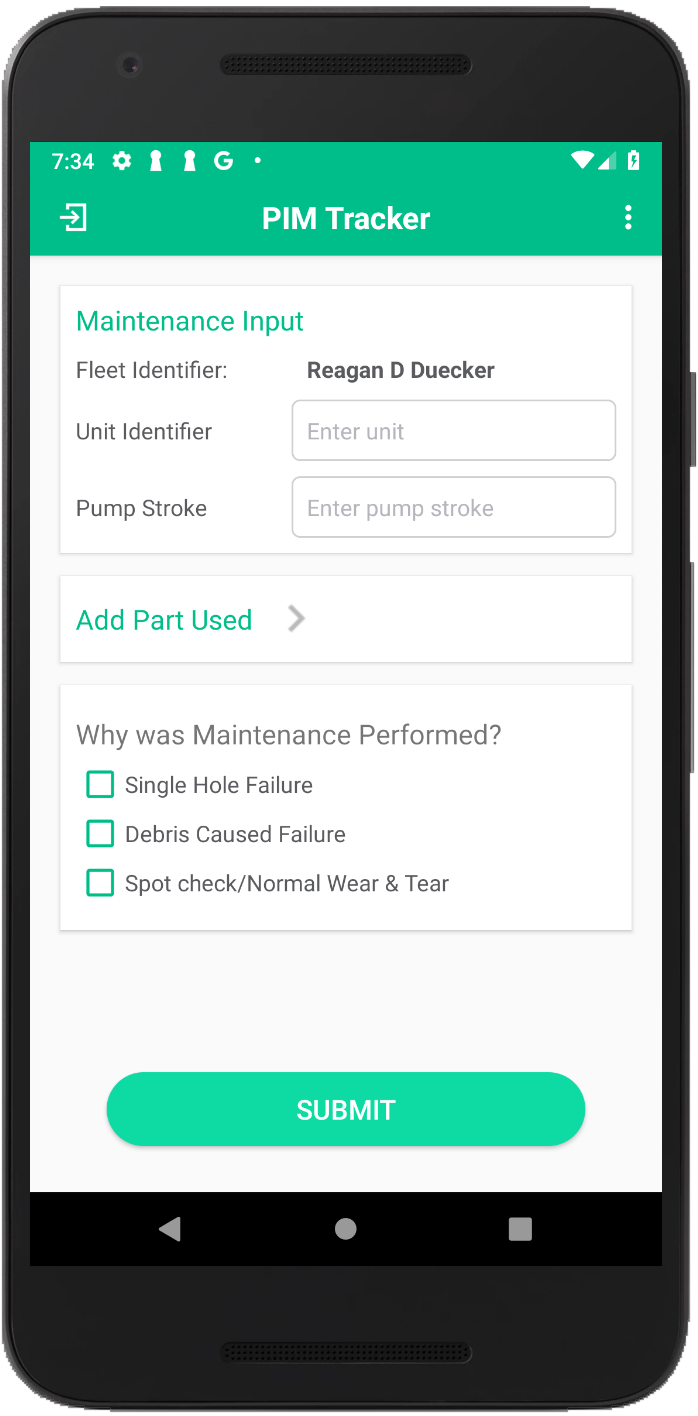 7:34 G
PIM Tracker
Maintenance Input
Fleet Identifier: Reagan D Duecker
Unit Identifier Enter unit
Pump Stroke Enter pump stroke
Add Part Used
Why was Maintenance Performed?
Single Hole Failure
Debris Caused Failure
Spot check/Normal Wear & Tear
SUBMIT